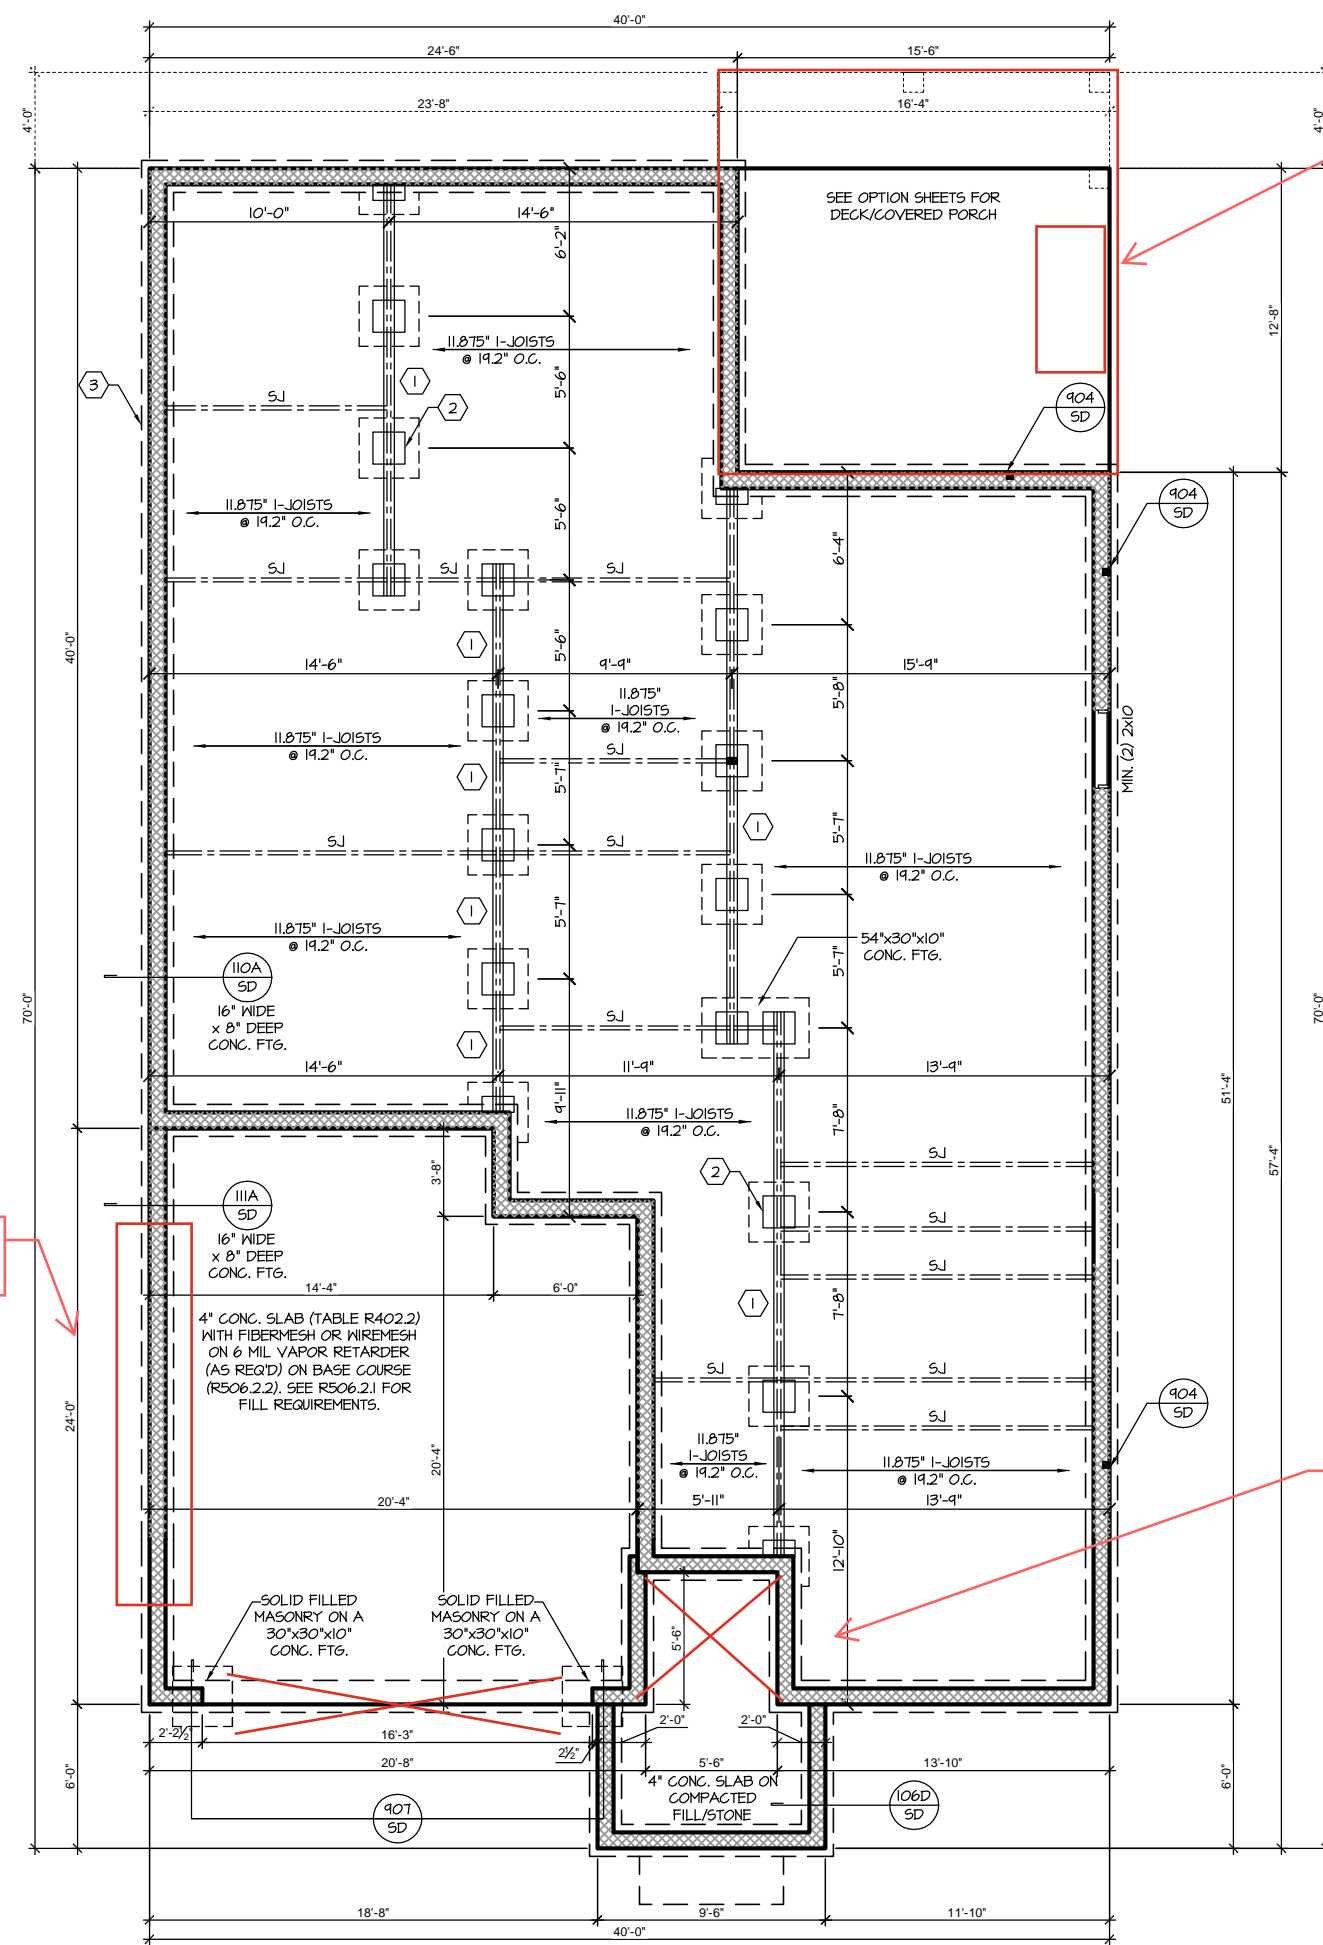 40'-0"
24'-6"
15'-6"
23'-8"
16'-4"
4'-0"
4'-0"
SEE OPTION SHEETS FOR
DECK/COVERED PORCH
10'-0"
14'-6"
6'-2"
12'-8"
11.875" I-JOISTS
@ 19.2" O.C.
5'-6"
3
1
2
SJ
904
SD
11.875" I-JOISTS
@ 19.2" O.C.
5'-6"
904
SD
6'-4"
SJ
SJ
SJ
40'-0"
1
5'-6"
14'-6"
9'-9"
15'-9"
5'-8"
11.875"
I-JOISTS
@ 19.2" O.C.
11.875" I-JOISTS
@ 19.2" O.C.
SJ
MIN. (2) 2x10
1
5'-7"
1
5'-7"
SJ
SJ
11.875" I-JOISTS
@ 19.2" O.C.
1
5'-7"
11.875" I-JOISTS
@ 19.2" O.C.
54"x30"x10"
CONC. FTG.
5'-7"
110A
SD
16" WIDE
x 8" DEEP
CONC. FTG.
70'-0"
70'-0"
SJ
1
14'-6"
11'-9"
13'-9"
51'-4"
9'-11"
11.875" I-JOISTS
@ 19.2" O.C.
7'-8"
SJ
57'-4"
3'-8"
2
111A
SD
16" WIDE
x 8" DEEP
CONC. FTG.
SJ
SJ
14'-4"
6'-0"
1
7'-8"
4" CONC. SLAB (TABLE R402.2)
WITH FIBERMESH OR WIREMESH
ON 6 MIL VAPOR RETARDER
(AS REQ'D) ON BASE COURSE
(R506.2.2). SEE R506.2.1 FOR
FILL REQUIREMENTS.
SJ
SJ
24'-0"
SJ
904
SD
20'-4"
11.875"
I-JOISTS
@ 19.2" O.C.
11.875" I-JOISTS
@ 19.2" O.C.
20'-4"
5'-11"
13'-9"
12'-10"
SOLID FILLED
MASONRY ON A
30"x30"x10"
CONC. FTG.
SOLID FILLED
MASONRY ON A
30"x30"x10"
CONC. FTG.
5'-6"
2'-2½"
16'-3"
2½"
2'-0"
2'-0"
20'-8"
5'-6"
13'-10"
6'-0"
6'-0"
4" CONC. SLAB ON
COMPACTED
FILL/STONE
907
SD
106D
SD
18'-8"
9'-6"
11'-10"
40'-0"